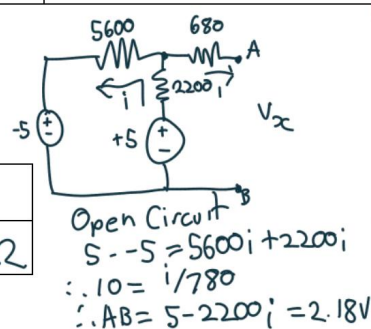 5600 680
A
i 2200 i
Vx
-5 + -
+5 + -
B
2
Open Circuit
5--5=5600i+2200i
∴10= i/780
∴AB= 5-2200i =2.18V